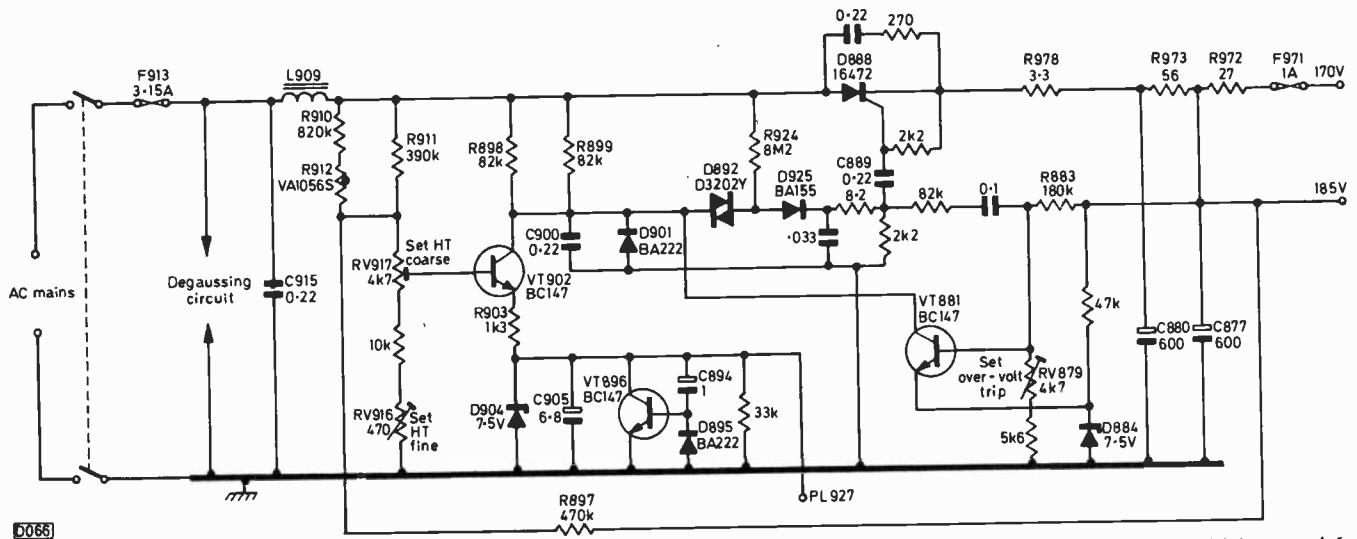 0·22
270
D888
16472
F913
3·15A
L909
R978
3·3
R973
56
R972
27
F971
1A
170V
R910
820k
R911
390k
R898
82k
R899
82k
R924
8M2
2k2
R912
VA1056S
D892
D3202Y
D925
BA155
C889
0·22
8·2
82k
0·1
R883
180k
185V
Set HT
coarse
RV917
4k7
C900
0·22
D901
BA222
·033
2k2
VT902
BC147
AC mains
Degaussing
circuit
C915
0·22
R903
1k3
VT881
BC147
47k
10k
C880
600
C877
600
Set
over-volt
trip
RV879
4k7
RV916
470
Set
HT
fine
D904
7·5V
C905
6·8
VT896
BC147
C894
1
D895
BA222
33k
5k6
D884
7·5V
PL927
R897
470k
D066